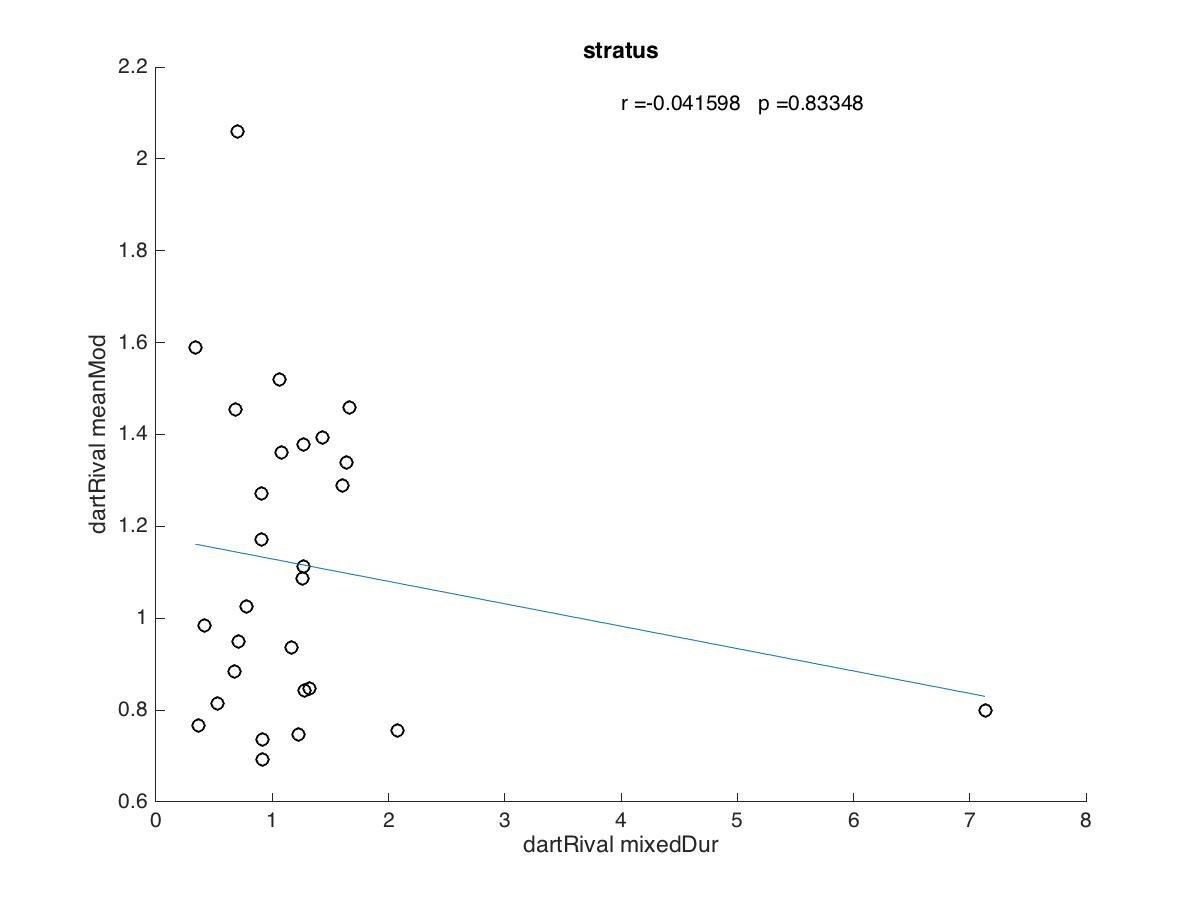 stratus
r =-0.041598 p =0.83348
2.2
2
1.8
1.6
1.4
1.2
1
0.8
0.6
dartRival meanMod
0 1 2 3 4 5 6 7 8
dartRival mixedDur